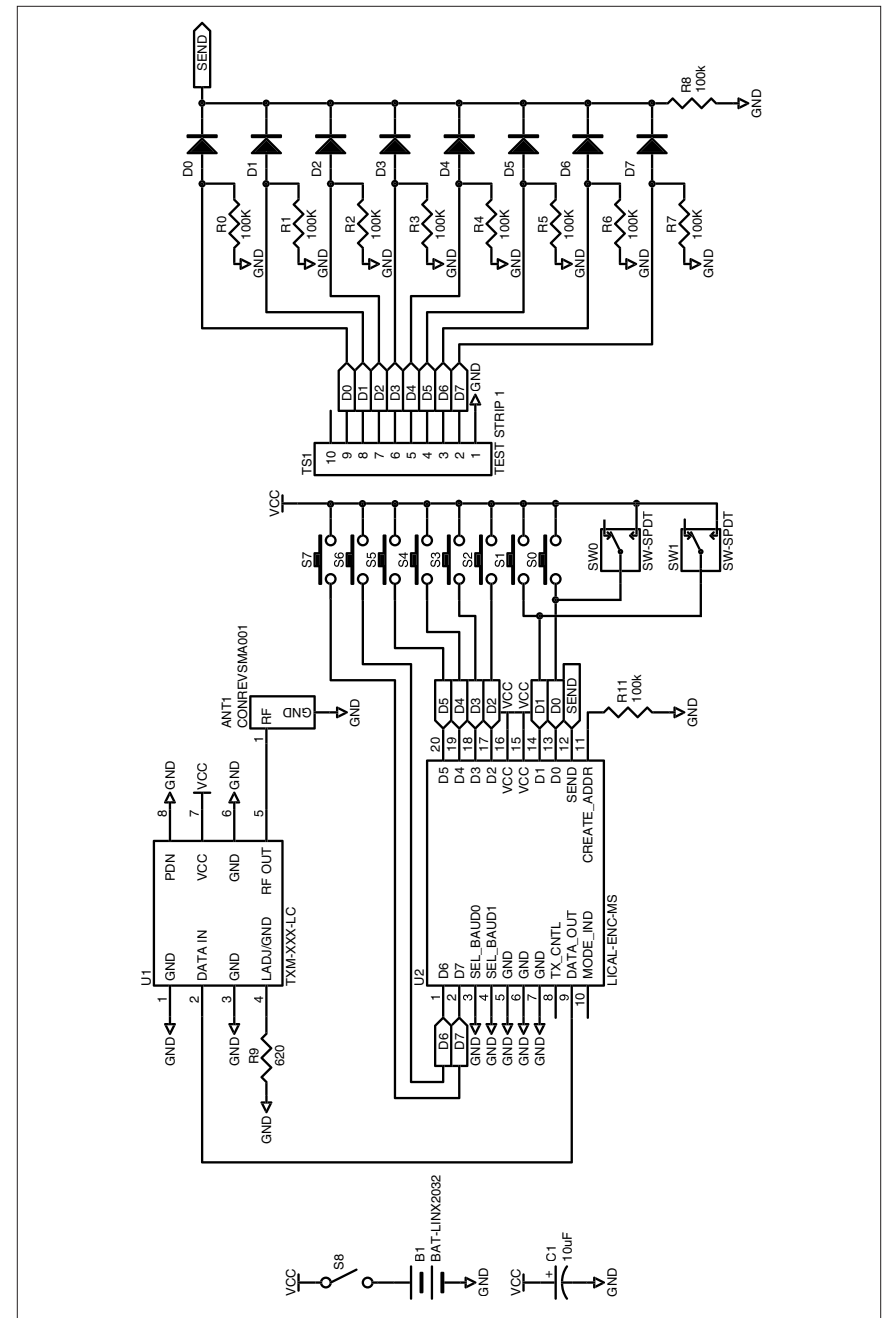 VCC
S8
B1
BAT-LINX2032
GND
VCC
+
C1
10uF
GND
U1
GND 1 GND
2 DATA IN
GND 3 GND
4 LADJ/GND
R9
620
GND
PDN 8 GND
VCC 7 VCC
GND 6 GND
RF OUT 5
TXM-XXX-LC
ANT1
CONREVSMA001
1 RF
GND
GND
U2
D6 1 D6
D7 2 D7
GND 3 SEL_BAUD0
GND 4 SEL_BAUD1
GND 5 GND
GND 6 GND
GND 7 GND
8 TX_CNTL
9 DATA_OUT
10 MODE_IND
D5 20 D5
D4 19 D4
D3 18 D3
D2 17 D2
VCC 16 VCC
VCC 15 VCC
D1 14 D1
D0 13 D0
SEND 12 SEND
CREATE_ADDR 11
LICAL-ENC-MS
R11
100k
GND
VCC
S7
S6
S5
S4
S3
S2
S1
S0
SW0
SW-SPDT
SW1
SW-SPDT
TS1
10
9 D0
8 D1
7 D2
6 D3
5 D4
4 D5
3 D6
2 D7
1 GND
TEST STRIP 1
D0
R0
100K
GND
D1
R1
100K
GND
D2
R2
100K
GND
D3
R3
100K
GND
D4
R4
100K
GND
D5
R5
100K
GND
D6
R6
100K
GND
D7
R7
100K
GND
SEND
R8
100k
GND